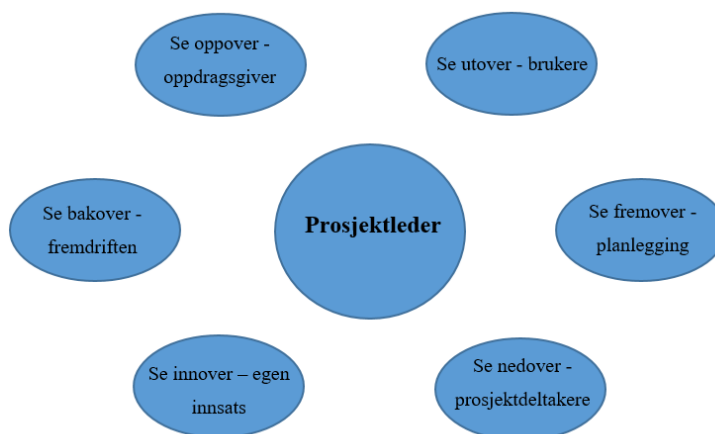 Se oppover -
oppdragsgiver
Se utover - brukere
Se bakover -
fremdriften
Prosjektleder
Se fremover -
planlegging
Se innover – egen
innsats
Se nedover -
prosjektdeltakere